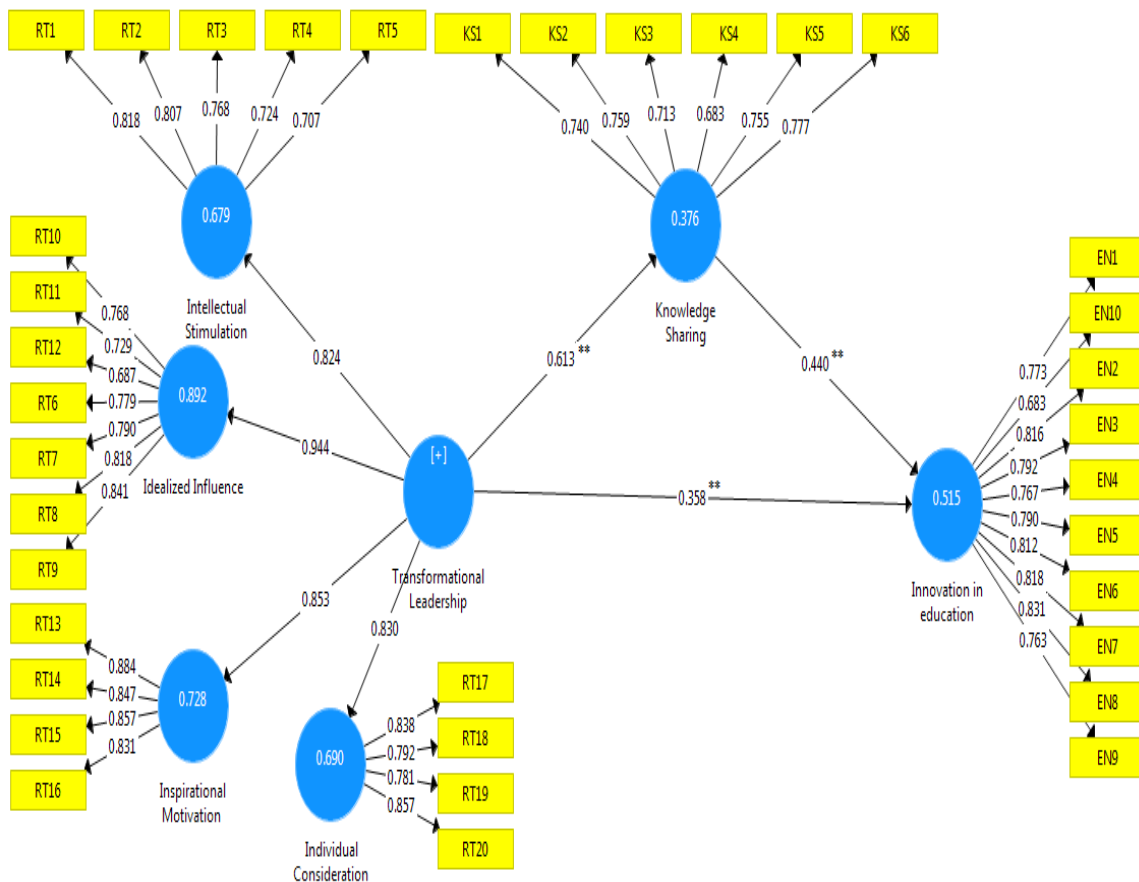 RT1
RT2
RT3
RT4
RT5
KS1
KS2
KS3
KS4
KS5
KS6
0.818
0.807
0.768
0.724
0.707
0.740
0.759
0.713
0.683
0.755
0.777
0.679
Intellectual
Stimulation
0.376
Knowledge
Sharing
RT10
RT11
RT12
RT6
RT7
RT8
RT9
0.768
0.729
0.687
0.779
0.790
0.818
0.841
0.892
Idealized Influence
0.824
0.944
0.613 **
0.440 **
0.358 **
[+]
Transformational
Leadership
0.853
0.830
EN1
EN10
EN2
EN3
EN4
EN5
EN6
EN7
EN8
EN9
0.773
0.683
0.816
0.792
0.767
0.790
0.812
0.818
0.831
0.763
0.515
Innovation in
education
RT13
RT14
RT15
RT16
0.884
0.847
0.857
0.831
0.728
Inspirational
Motivation
0.690
Individual
Consideration
0.838
0.792
0.781
0.857
RT17
RT18
RT19
RT20